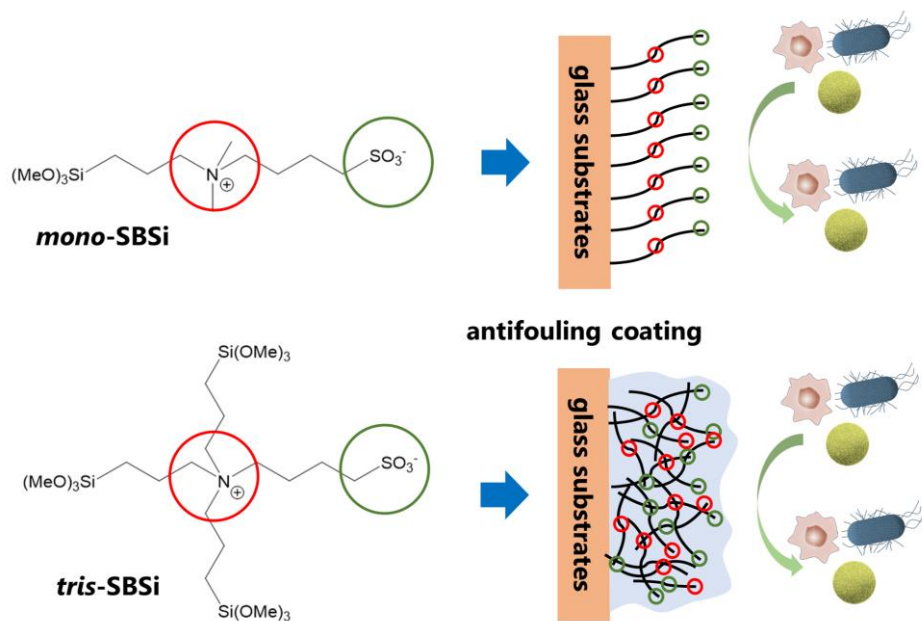 (MeO)₃Si
N
⊕
SO₃⁻
mono-SBSi
glass substrates
antifouling coating
Si(OMe)₃
(MeO)₃Si
N
⊕
SO₃⁻
tris-SBSi
Si(OMe)₃
glass substrates